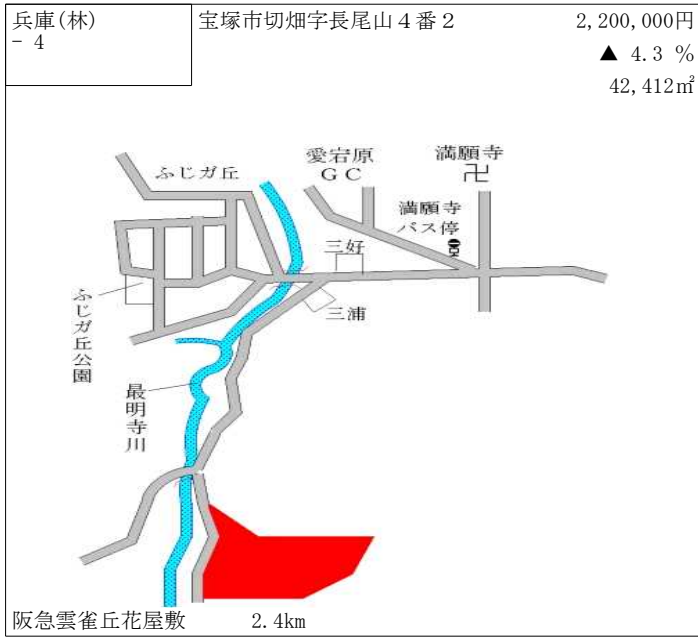 兵庫(林)
- 4
宝塚市切畑字長尾山４番２
2,200,000円
▲ 4.3 %
42,412㎡
ふじガ丘
愛宕原
ＧＣ
満願寺
卍
満願寺
バス停
三好
三浦
ふじガ丘公園
最明寺川
阪急雲雀丘花屋敷 2.4km